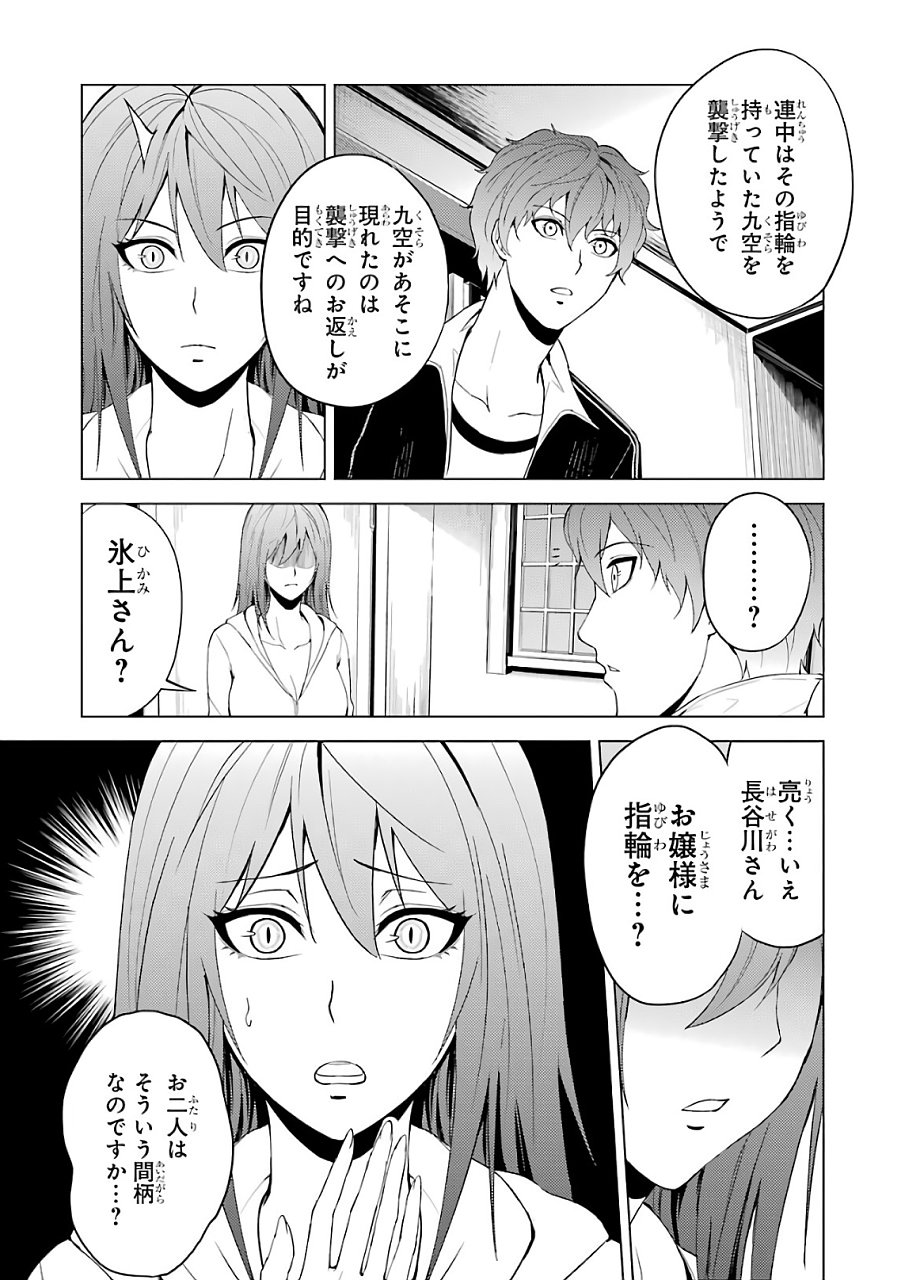 連中はその指輪を
持っていた九空を
襲撃したようで
九空があそこに
現れたのは
襲撃へのお返しが
目的ですね
………?
氷上さん?
亮く…いえ
長谷川さん
お嬢様に
指輪を…?
お二人は
そういう間柄
なのですか…?